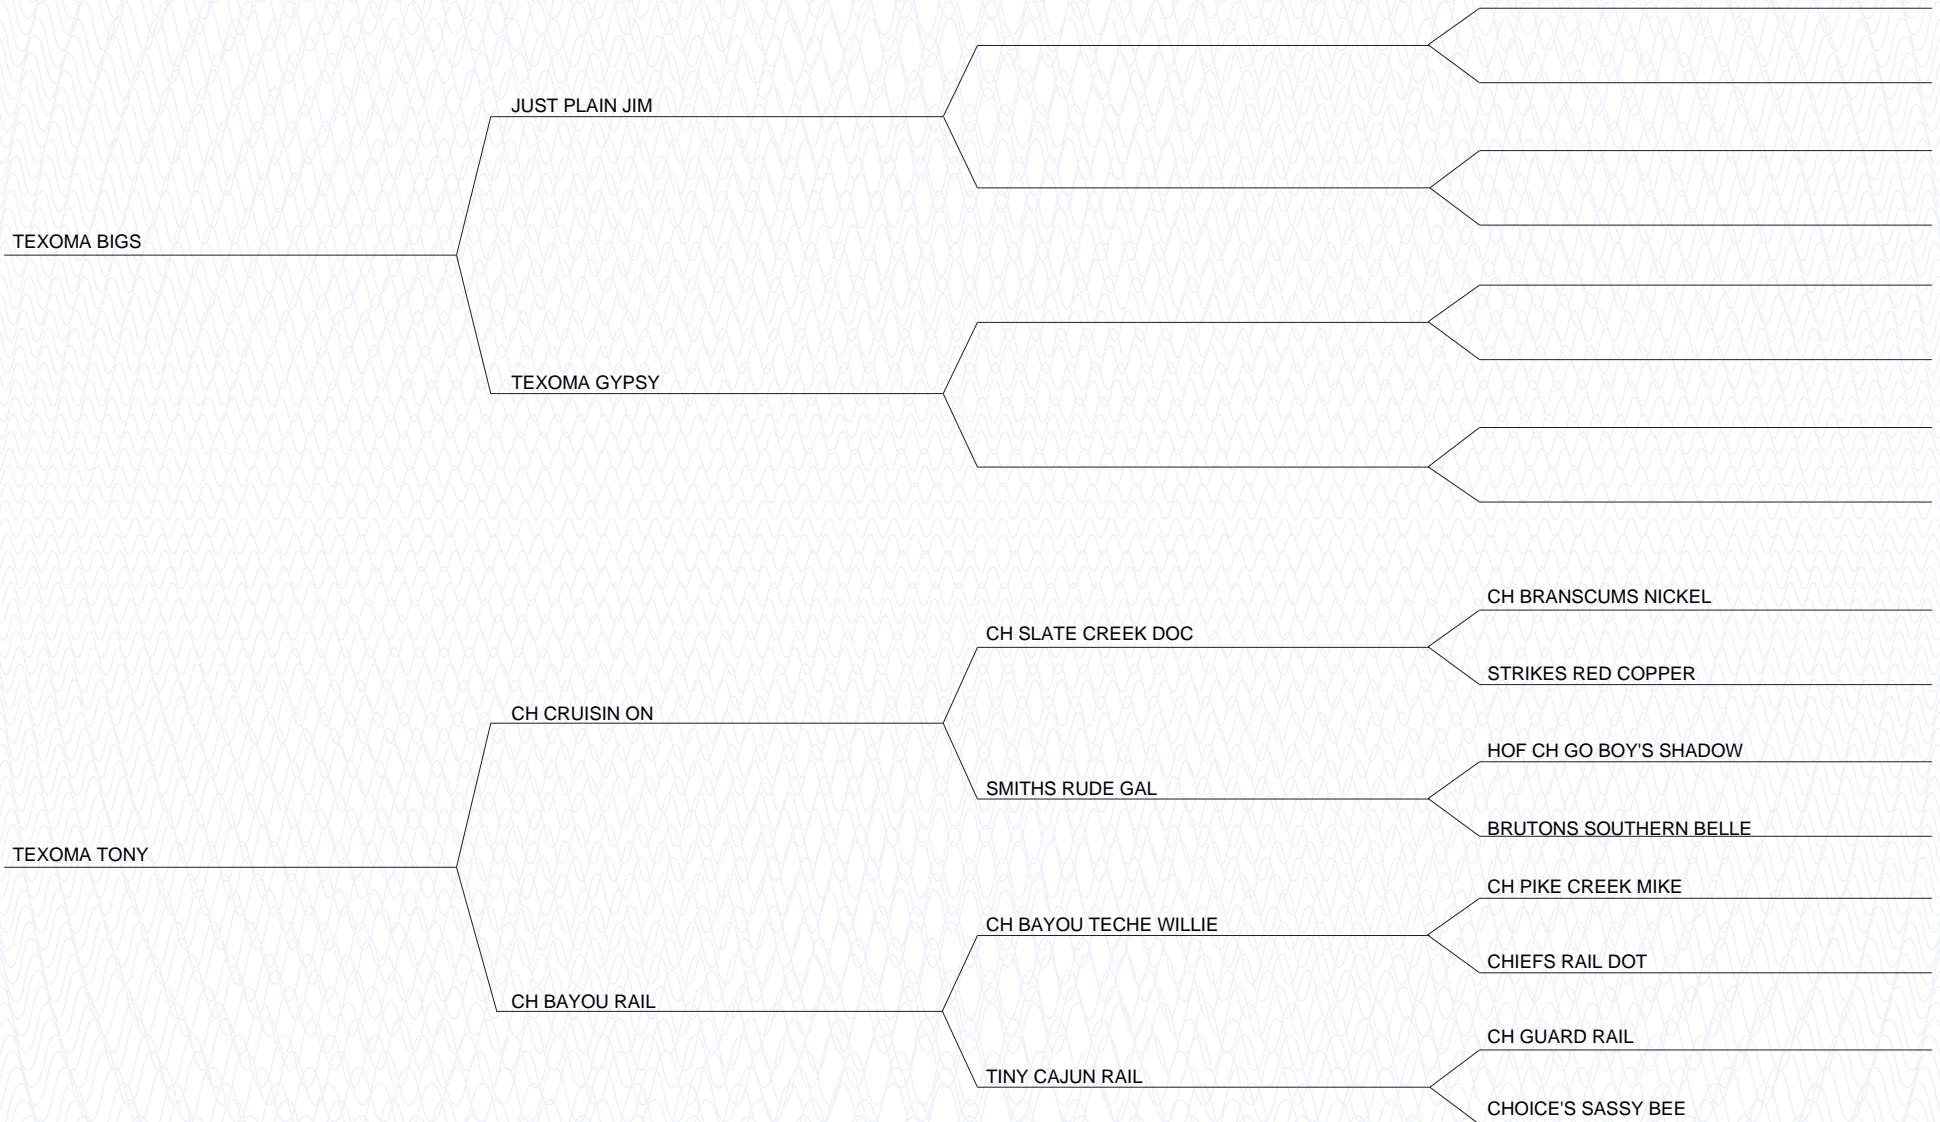 JUST PLAIN JIM
TEXOMA BIGS
TEXOMA GYPSY
CH BRANSCUMS NICKEL
CH SLATE CREEK DOC
STRIKES RED COPPER
CH CRUISIN ON
HOF CH GO BOY'S SHADOW
SMITHS RUDE GAL
BRUTONS SOUTHERN BELLE
TEXOMA TONY
CH PIKE CREEK MIKE
CH BAYOU TECHE WILLIE
CHIEFS RAIL DOT
CH BAYOU RAIL
CH GUARD RAIL
TINY CAJUN RAIL
CHOICE'S SASSY BEE